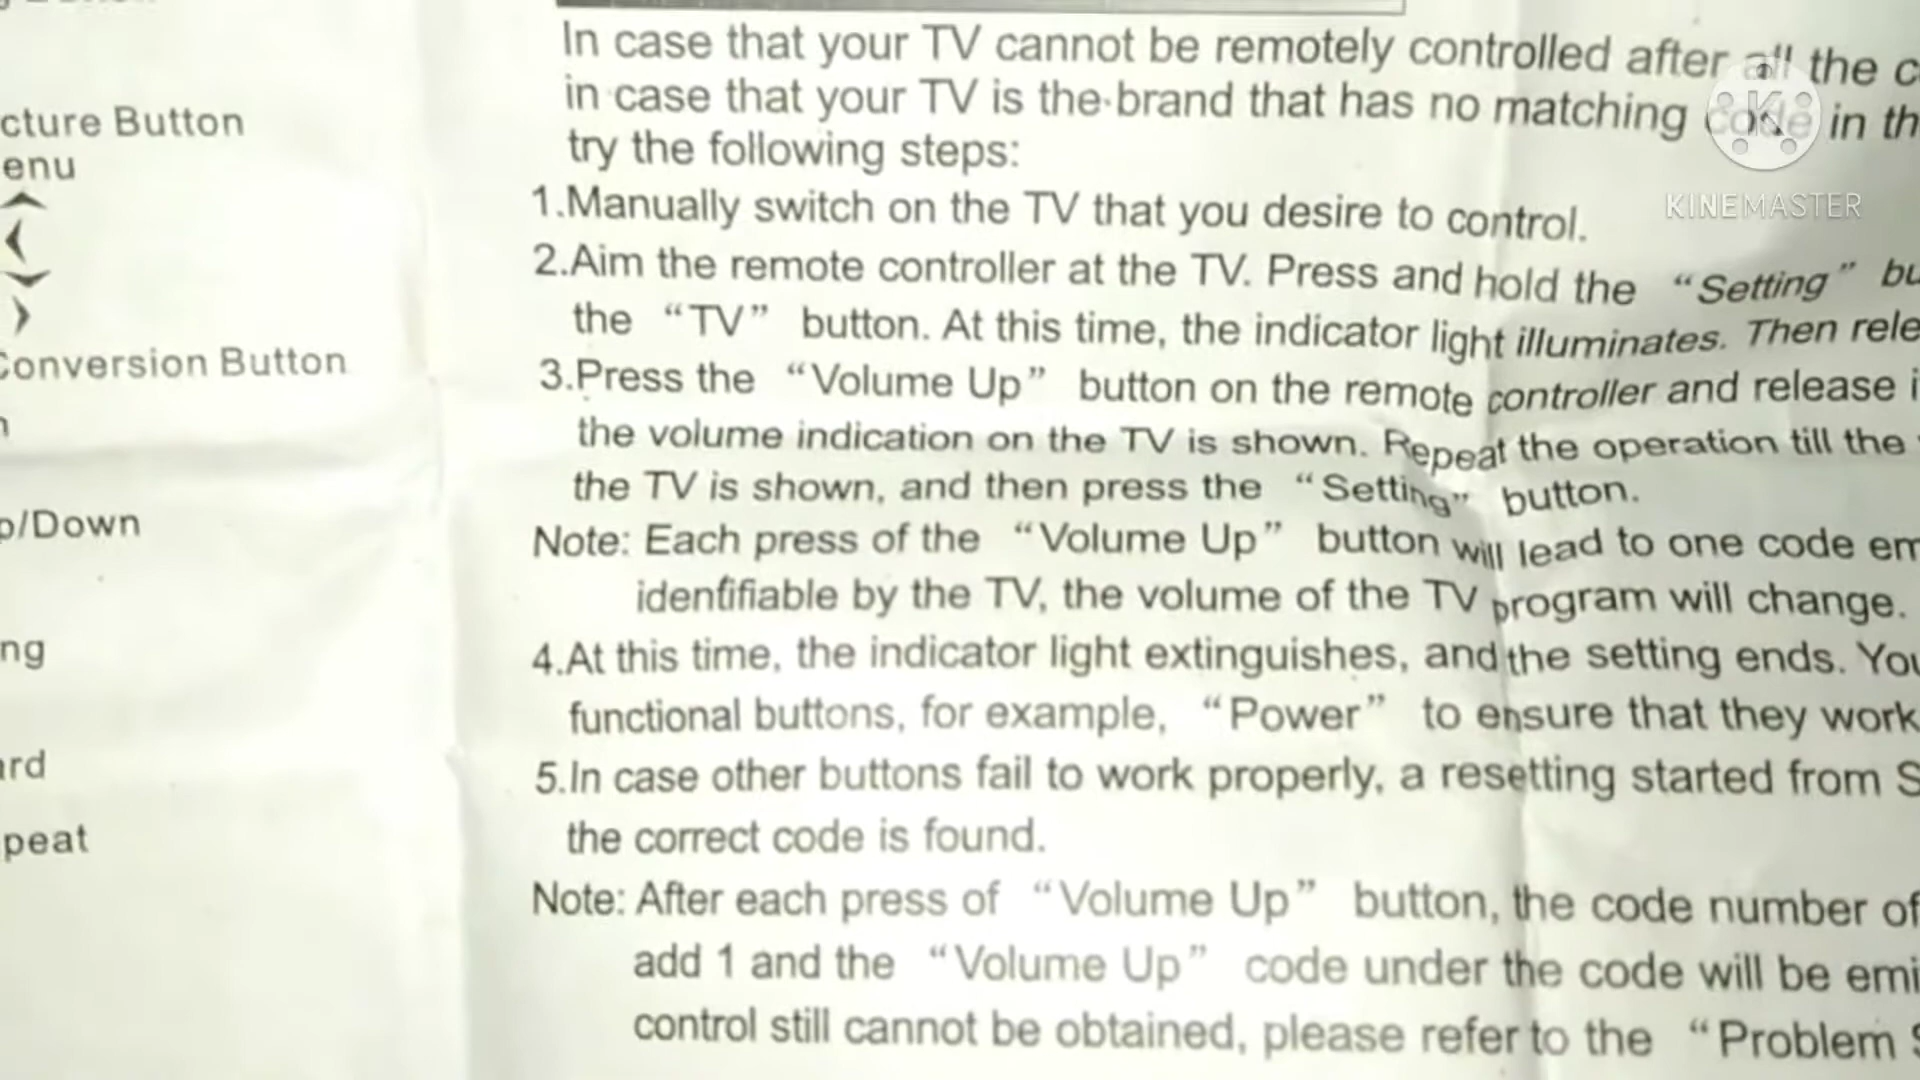 cture Button
enu
Conversion Button
p/Down
ng
ard
peat
In case that your TV cannot be remotely controlled after all the c
in case that your TV is the brand that has no matching code in th
try the following steps:
1.Manually switch on the TV that you desire to control.
2.Aim the remote controller at the TV. Press and hold the “Setting” bu
the “TV” button. At this time, the indicator light illuminates. Then rele
3.Press the “Volume Up” button on the remote controller and release i
the volume indication on the TV is shown. Repeat the operation till the
the TV is shown, and then press the “Setting” button.
Note: Each press of the “Volume Up” button will lead to one code em
identifiable by the TV, the volume of the TV program will change.
4.At this time, the indicator light extinguishes, and the setting ends. You
functional buttons, for example, “Power” to ensure that they work
5.In case other buttons fail to work properly, a resetting started from S
the correct code is found.
Note: After each press of “Volume Up” button, the code number of
add 1 and the “Volume Up” code under the code will be emi
control still cannot be obtained, please refer to the “Problem S
KINEMASTER